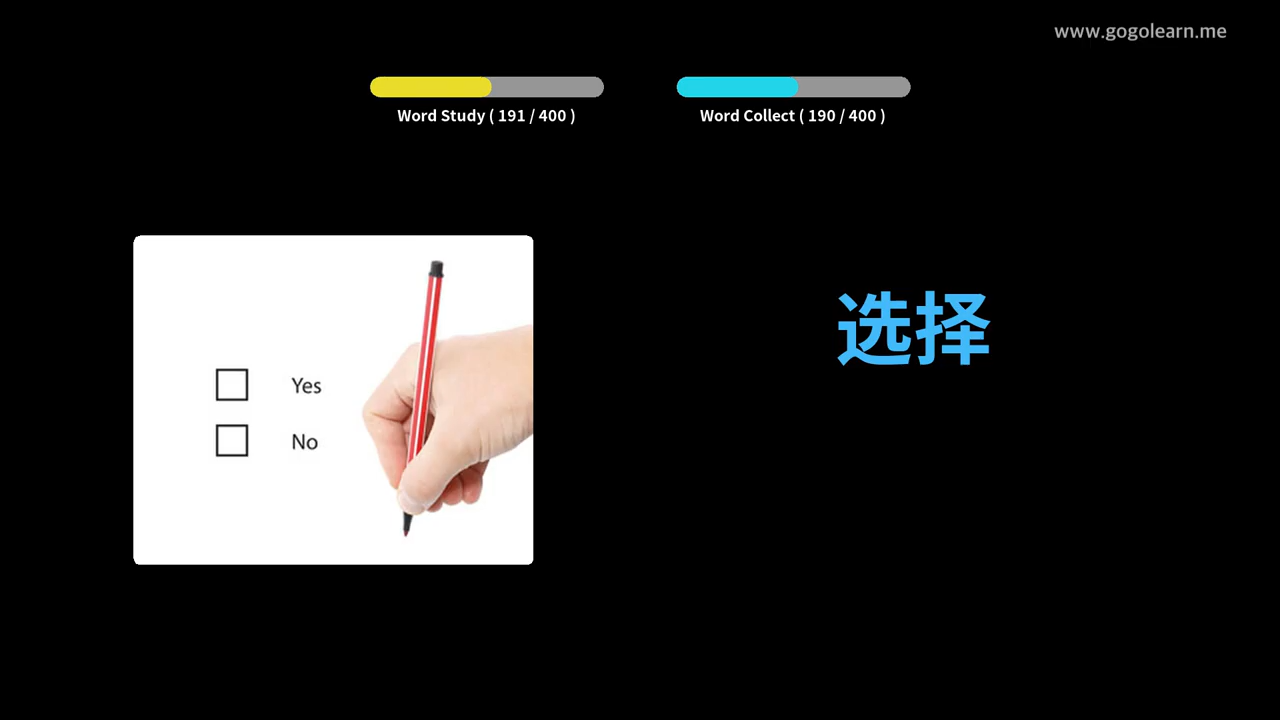 www.gogolearn.me
Word Study ( 191 / 400 )
Word Collect ( 190 / 400 )
选择
Yes
No